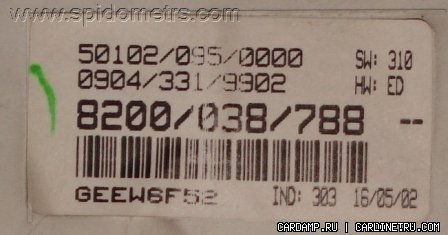 www.spidometrs.com
50102/095/0000 SW: 310
0904/331/9902 HW: ED
8200/038/788 --
GEEW6F52 IND: 303 16/05/02
CARDAMP.RU | CARDINETRU.COM